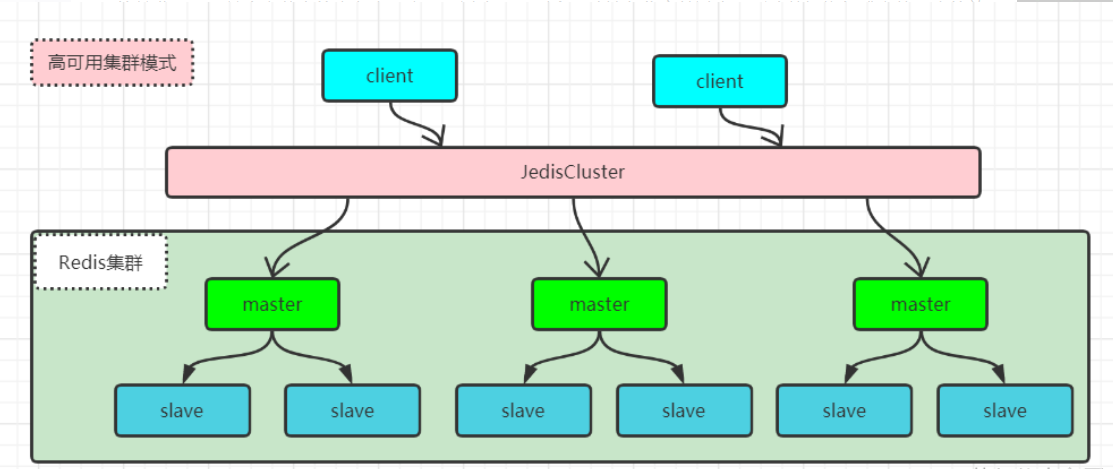 高可用集群模式
client
client
JedisCluster
Redis集群
master
master
master
slave
slave
slave
slave
slave
slave